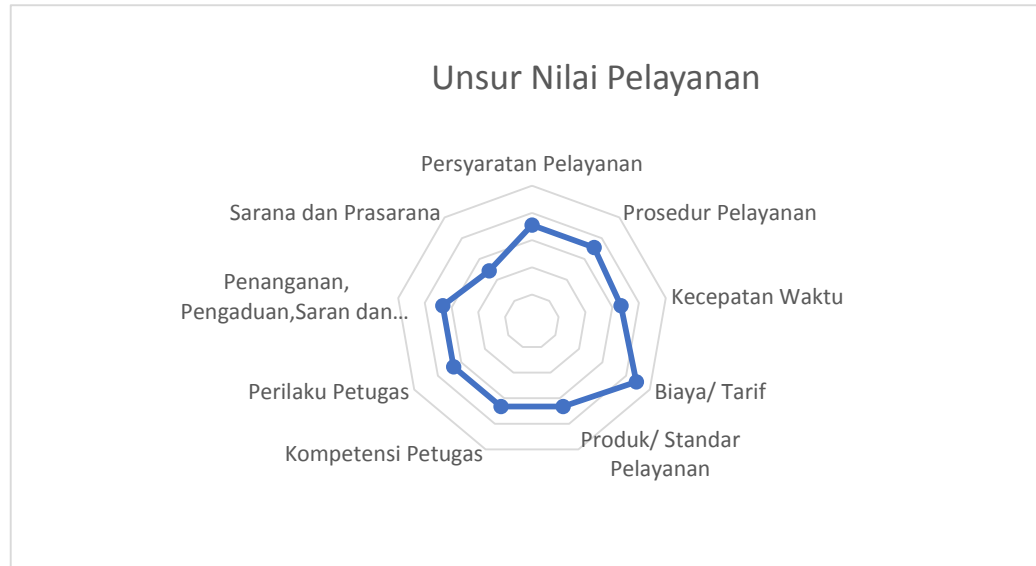 Unsur Nilai Pelayanan
Persyaratan Pelayanan
Prosedur Pelayanan
Kecepatan Waktu
Biaya/ Tarif
Produk/ Standar
Pelayanan
Kompetensi Petugas
Perilaku Petugas
Penanganan,
Pengaduan,Saran dan...
Sarana dan Prasarana